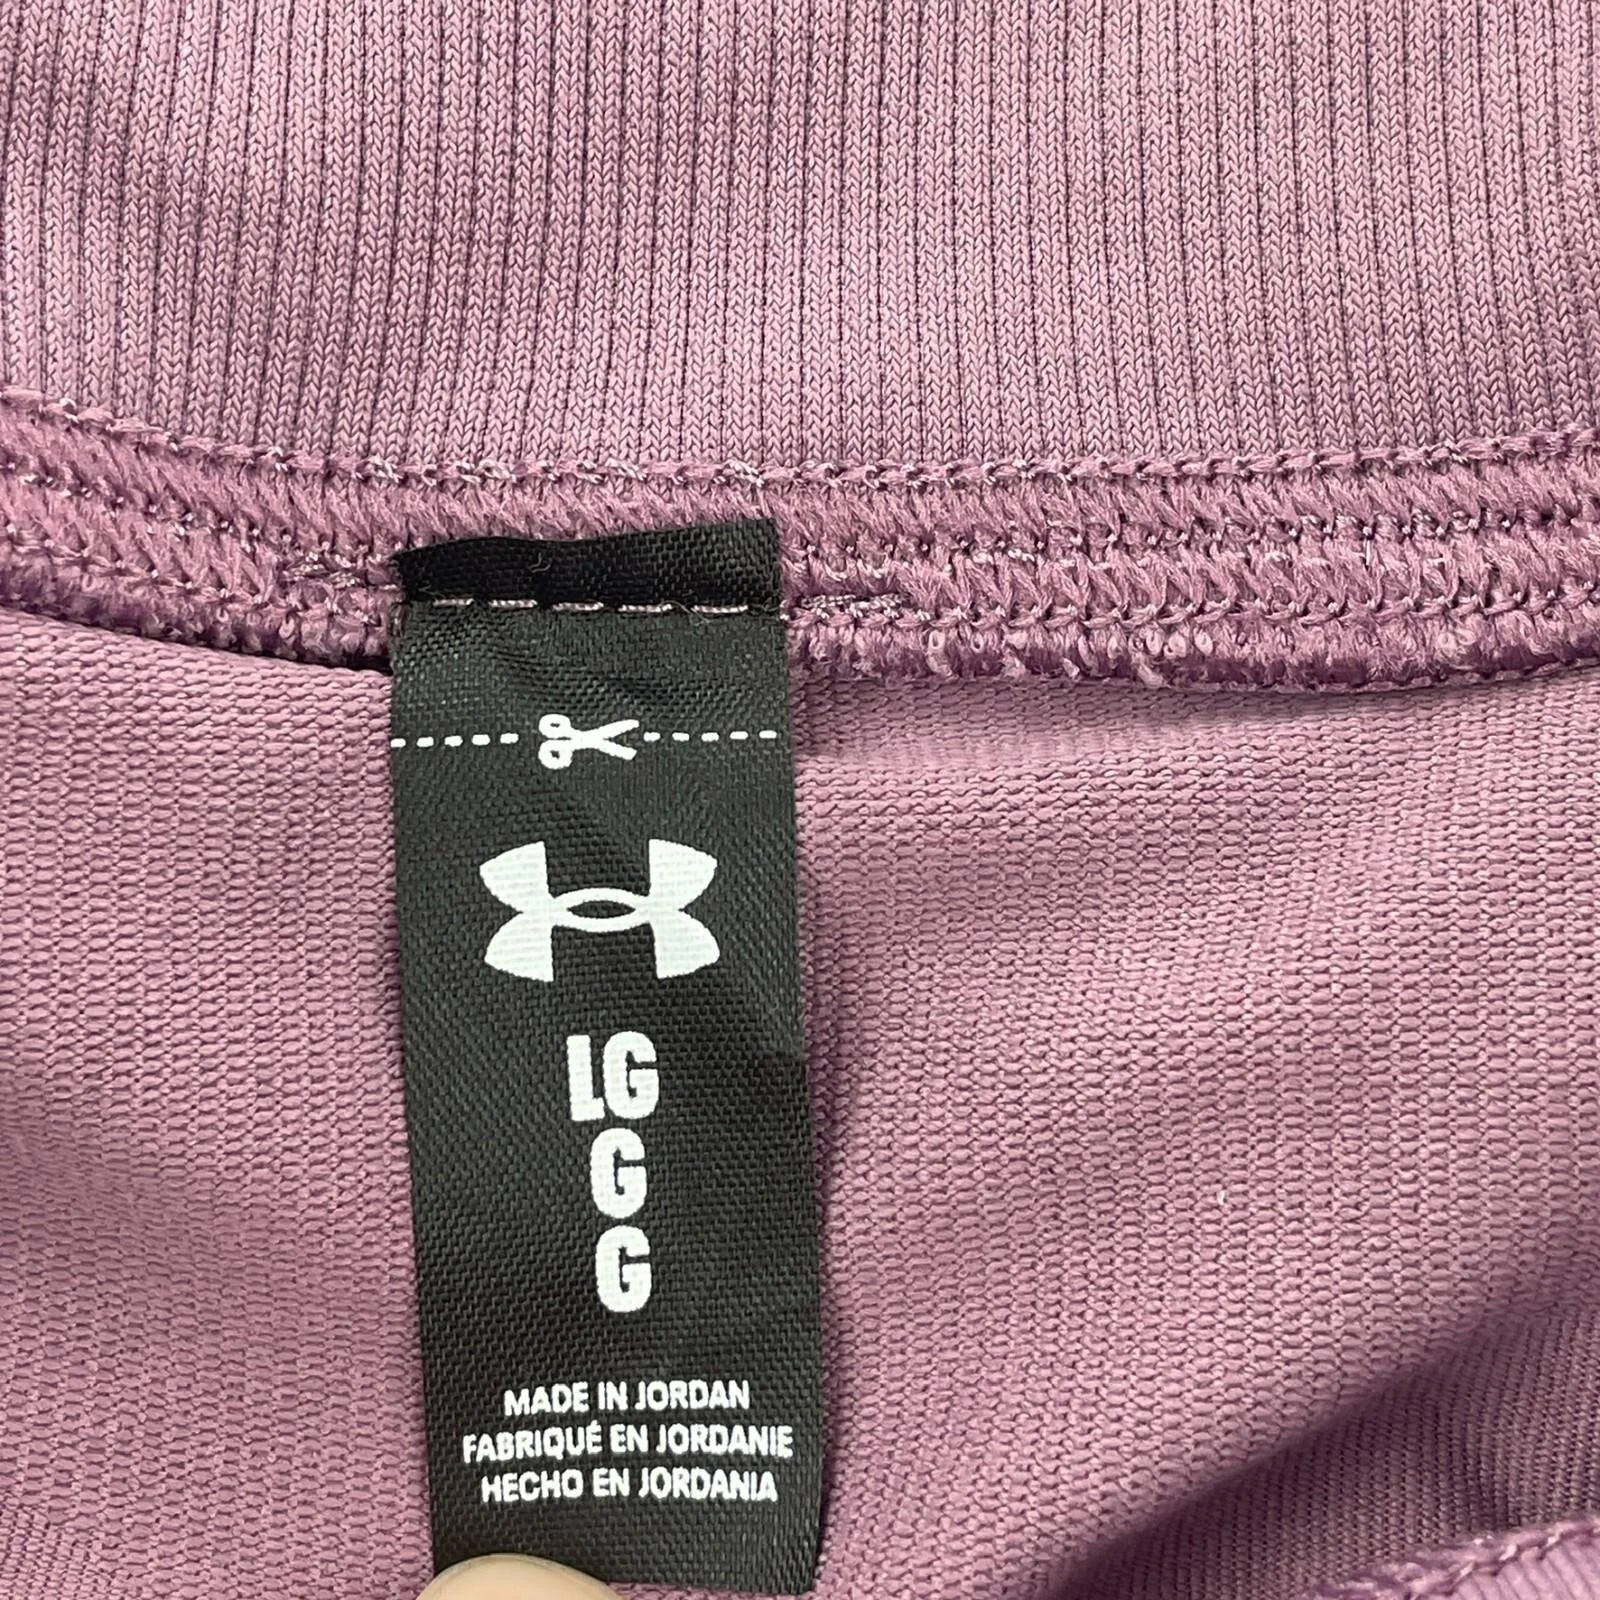 LG
G
G
MADE IN JORDAN
FABRIQUÉ EN JORDANIE
HECHO EN JORDANIA